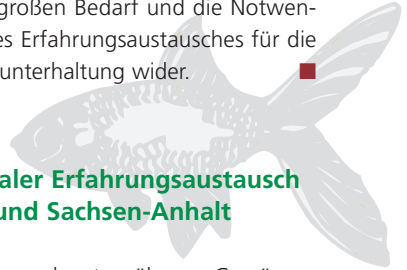 großen Bedarf und die Notwen-
es Erfahrungsaustausches für die
unterhaltung wider.
aler Erfahrungsaustausch
und Sachsen-Anhalt